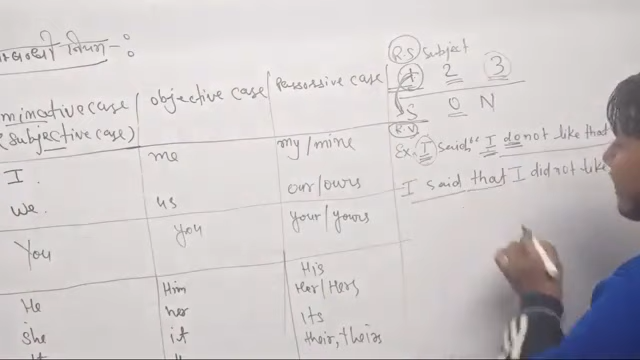 नियम -:
R.S Subject
1 2 3
S O N
R.V
minative case / objective case / Possessive case
(subjective case)
I. me my/mine
we us our/ours
You you your/yours
He Him His
she her Her/Hers
it its
their, theirs
Ex. I said " I do not like that
I said that I did not like